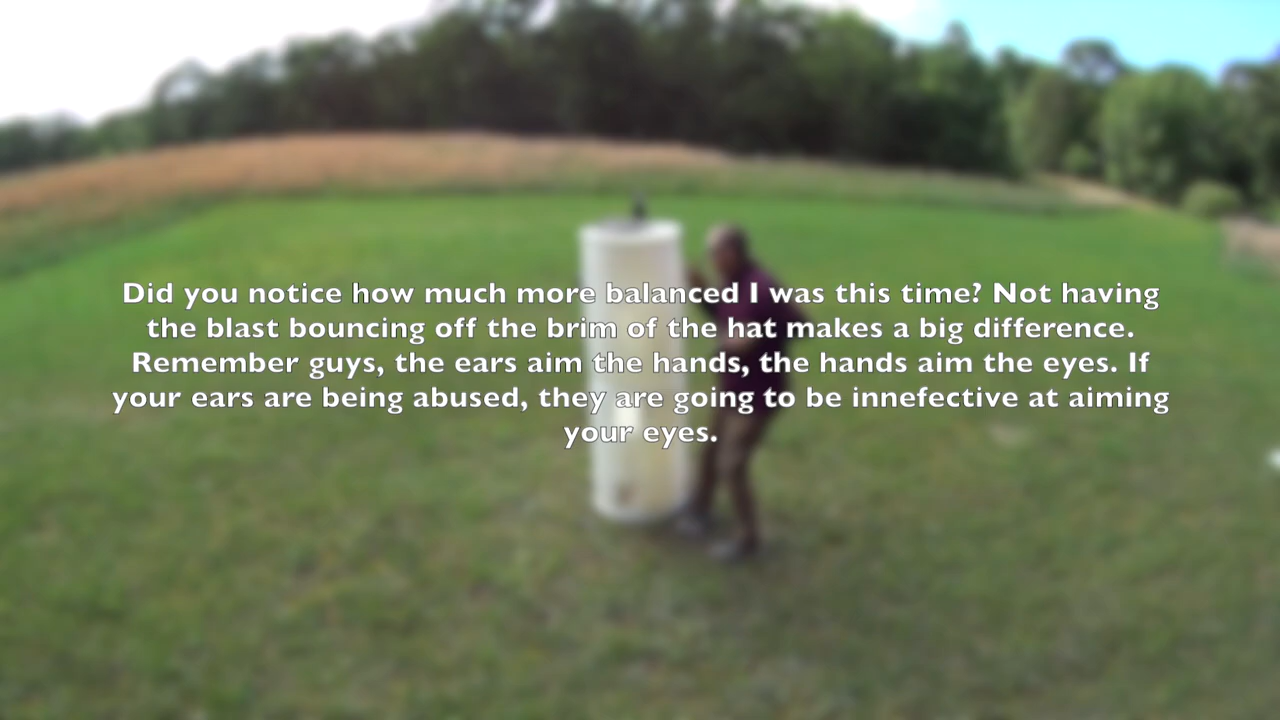 Did you notice how much more balanced I was this time? Not having
the blast bouncing off the brim of the hat makes a big difference.
Remember guys, the ears aim the hands, the hands aim the eyes. If
your ears are being abused, they are going to be innefective at aiming
your eyes.